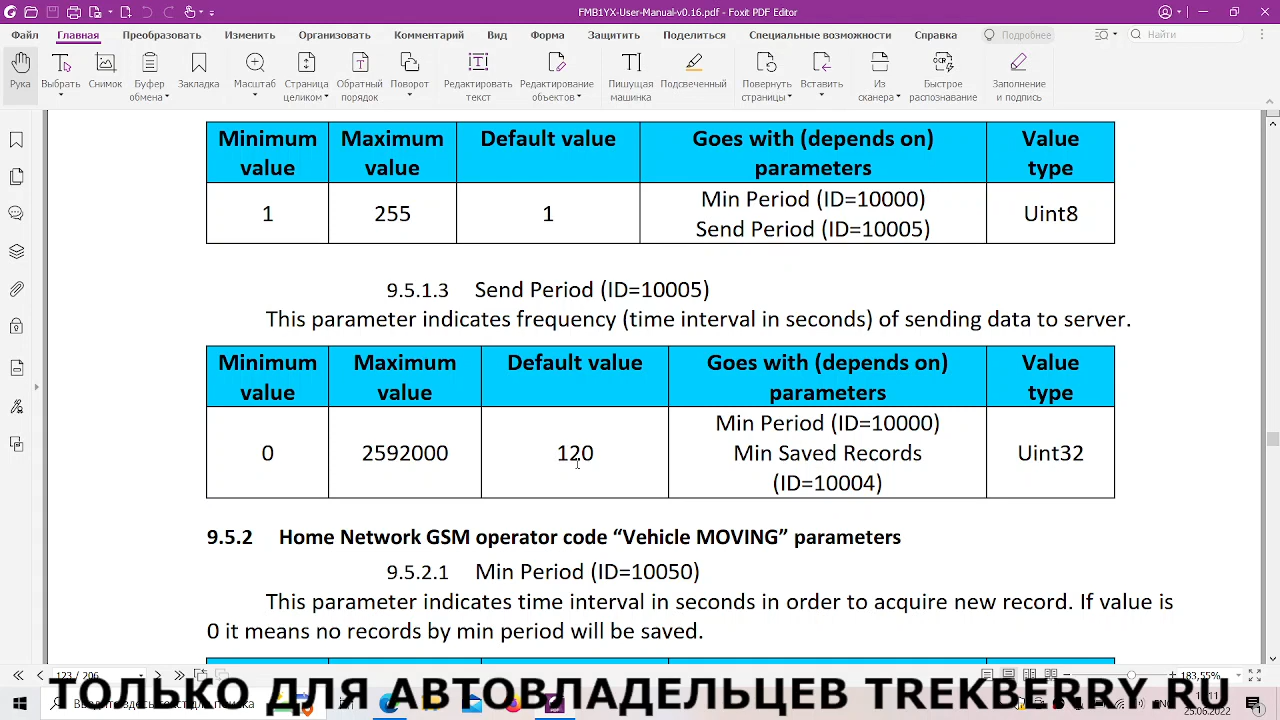 FMB1YX-User-Manual-v0.16.pdf - Foxit PDF Editor
Файл Главная Преобразовать Изменить Организовать Комментарий Вид Форма Защитить Поделиться Специальные возможности Справка Подробнее Найти
Рука Выбрать Снимок Буфер обмена Закладка Масштаб Страница целиком Обратный порядок Поворот Редактировать текст Редактирование объектов Пишущая машинка Подсвеченный Повернуть страницы Вставить Из сканера Быстрое распознавание Заполнение и подпись
Minimum value Maximum value Default value Goes with (depends on) parameters Value type
1 255 1 Min Period (ID=10000) Send Period (ID=10005) Uint8
9.5.1.3 Send Period (ID=10005)
This parameter indicates frequency (time interval in seconds) of sending data to server.
Minimum value Maximum value Default value Goes with (depends on) parameters Value type
0 2592000 120 Min Period (ID=10000) Min Saved Records (ID=10004) Uint32
9.5.2 Home Network GSM operator code “Vehicle MOVING” parameters
9.5.2.1 Min Period (ID=10050)
This parameter indicates time interval in seconds in order to acquire new record. If value is
0 it means no records by min period will be saved.
123 / 206 183.55%
ТОЛЬКО ДЛЯ АВТОВЛАДЕЛЬЦЕВ TREKBERRY RU
25.06.2022